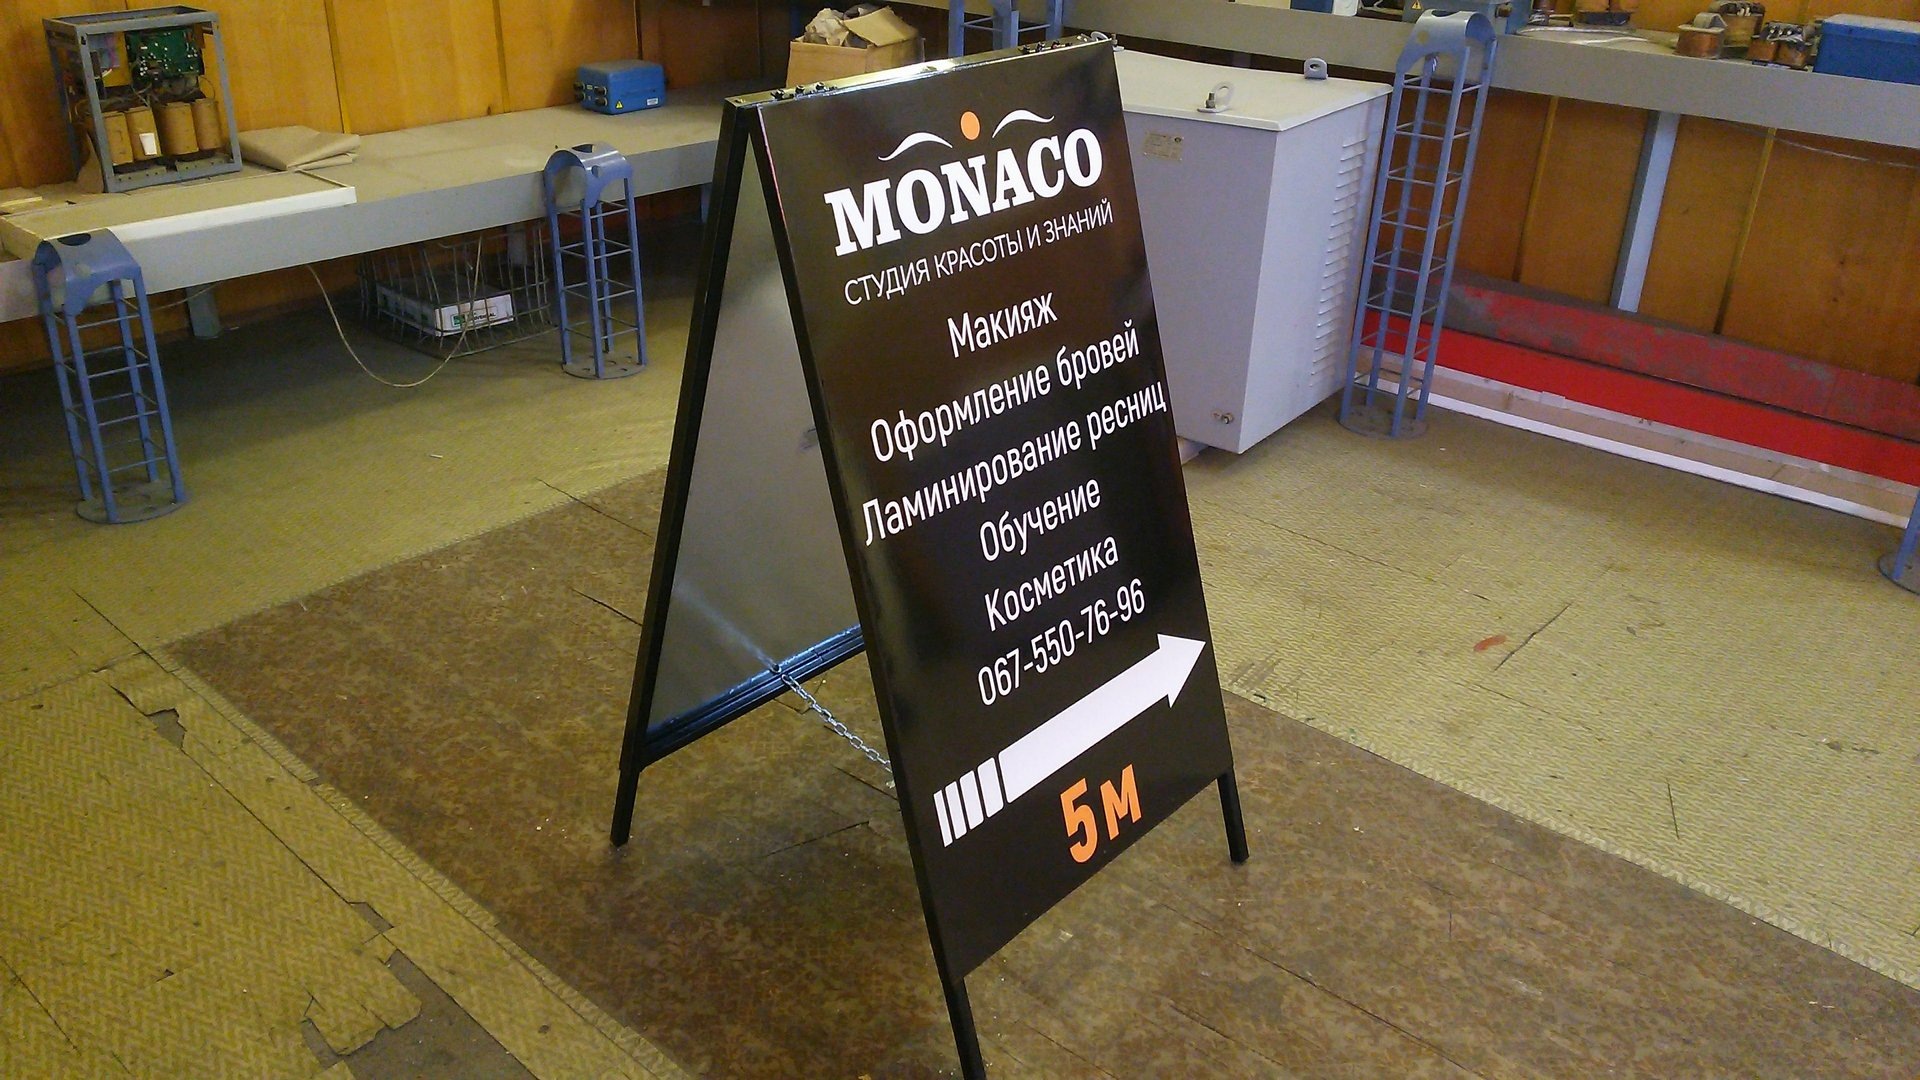 MONACO
СТУДИЯ КРАСОТЫ И ЗНАНИЙ
Макияж
Оформление бровей
Ламинирование ресниц
Обучение
Косметика
067-550-76-96
5 м